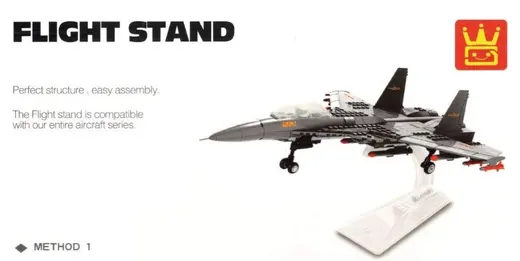 FLIGHT STAND
Perfect structure , easy assembly.
The Flight stand is compatible
with our entire aircraft series.
METHOD 1